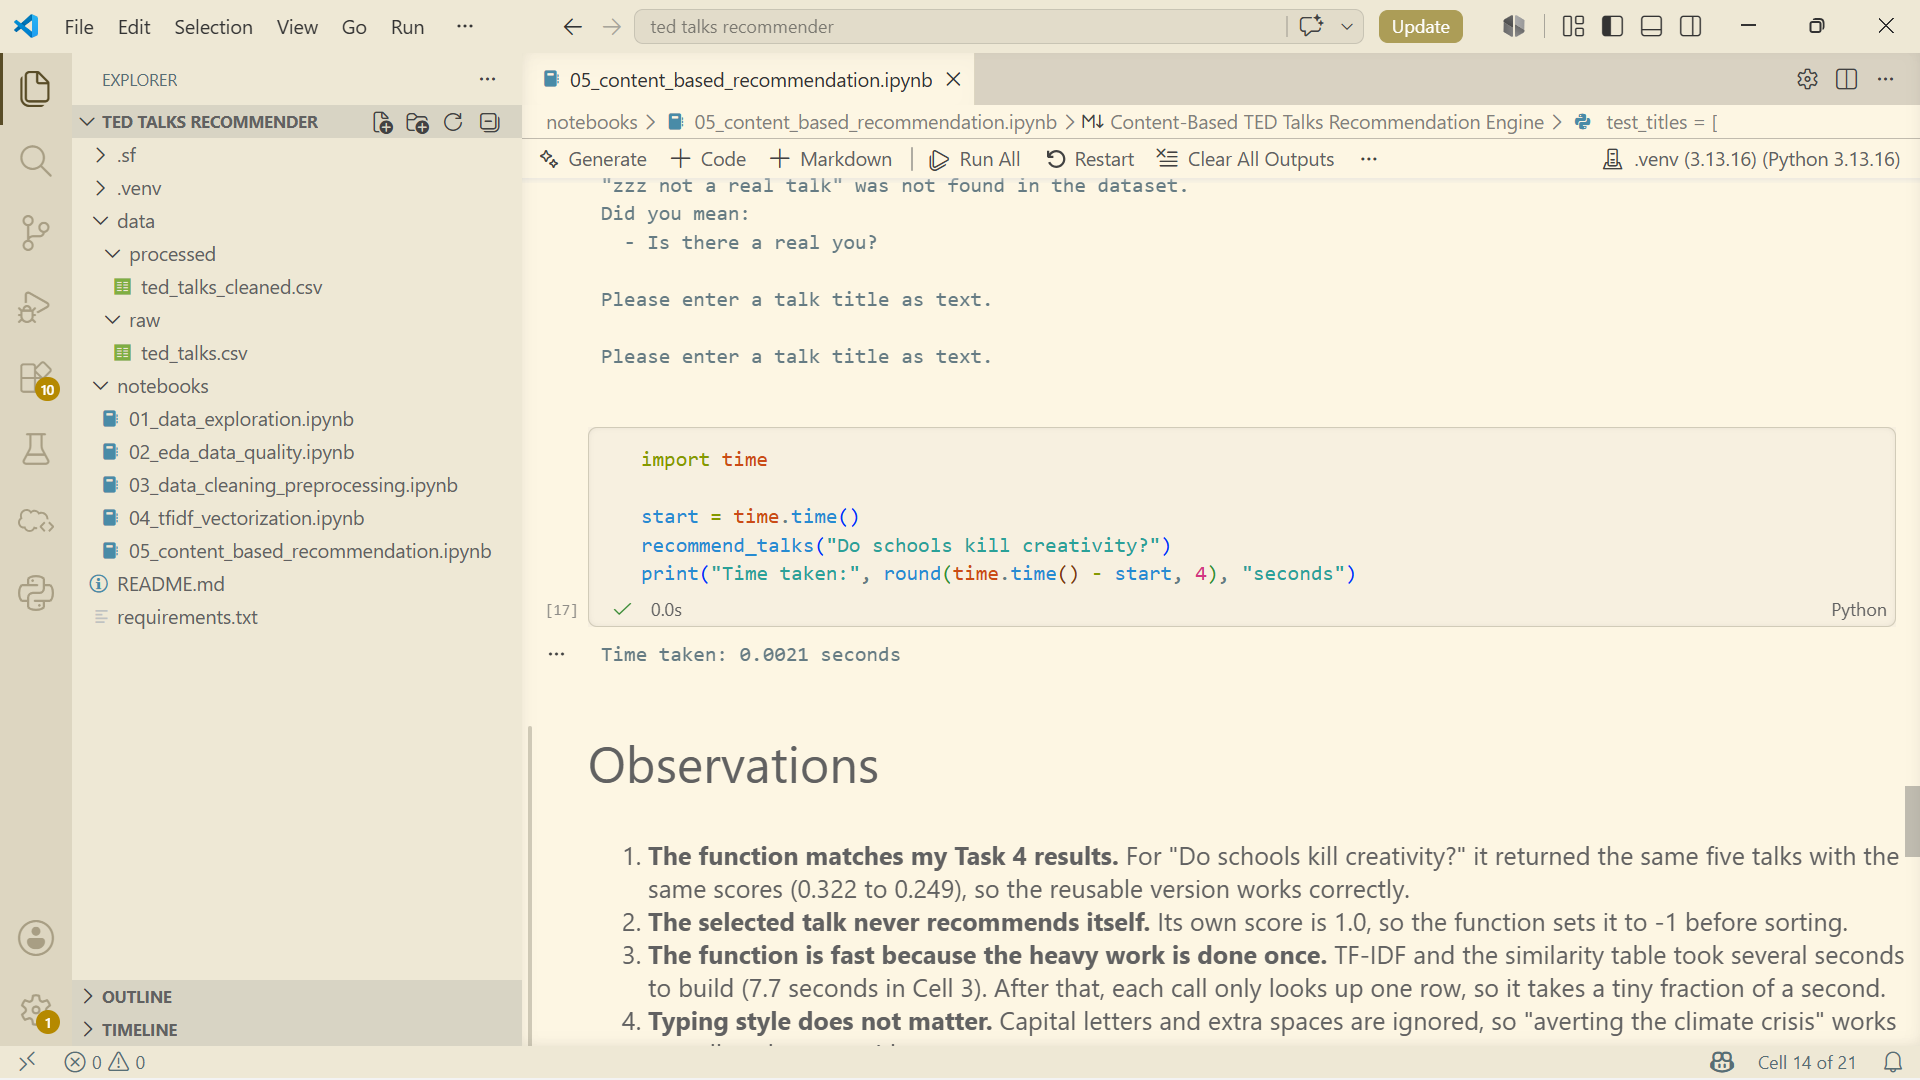 File Edit Selection View Go Run ···
ted talks recommender
Update
EXPLORER
TED TALKS RECOMMENDER
.sf
.venv
data
processed
ted_talks_cleaned.csv
raw
ted_talks.csv
notebooks
01_data_exploration.ipynb
02_eda_data_quality.ipynb
03_data_cleaning_preprocessing.ipynb
04_tfidf_vectorization.ipynb
05_content_based_recommendation.ipynb
README.md
requirements.txt
OUTLINE
TIMELINE
10
1
05_content_based_recommendation.ipynb
notebooks > 05_content_based_recommendation.ipynb > M↓ Content-Based TED Talks Recommendation Engine > test_titles = [
Generate + Code + Markdown | Run All Restart Clear All Outputs ··· .venv (3.13.16) (Python 3.13.16)
"zzz not a real talk" was not found in the dataset.
Did you mean:
- Is there a real you?
Please enter a talk title as text.
Please enter a talk title as text.
import time
start = time.time()
recommend_talks("Do schools kill creativity?")
print("Time taken:", round(time.time() - start, 4), "seconds")
[17] 0.0s Python
Time taken: 0.0021 seconds
Observations
1. The function matches my Task 4 results. For "Do schools kill creativity?" it returned the same five talks with the
same scores (0.322 to 0.249), so the reusable version works correctly.
2. The selected talk never recommends itself. Its own score is 1.0, so the function sets it to -1 before sorting.
3. The function is fast because the heavy work is done once. TF-IDF and the similarity table took several seconds
to build (7.7 seconds in Cell 3). After that, each call only looks up one row, so it takes a tiny fraction of a second.
4. Typing style does not matter. Capital letters and extra spaces are ignored, so "averting the climate crisis" works
0 0
Cell 14 of 21